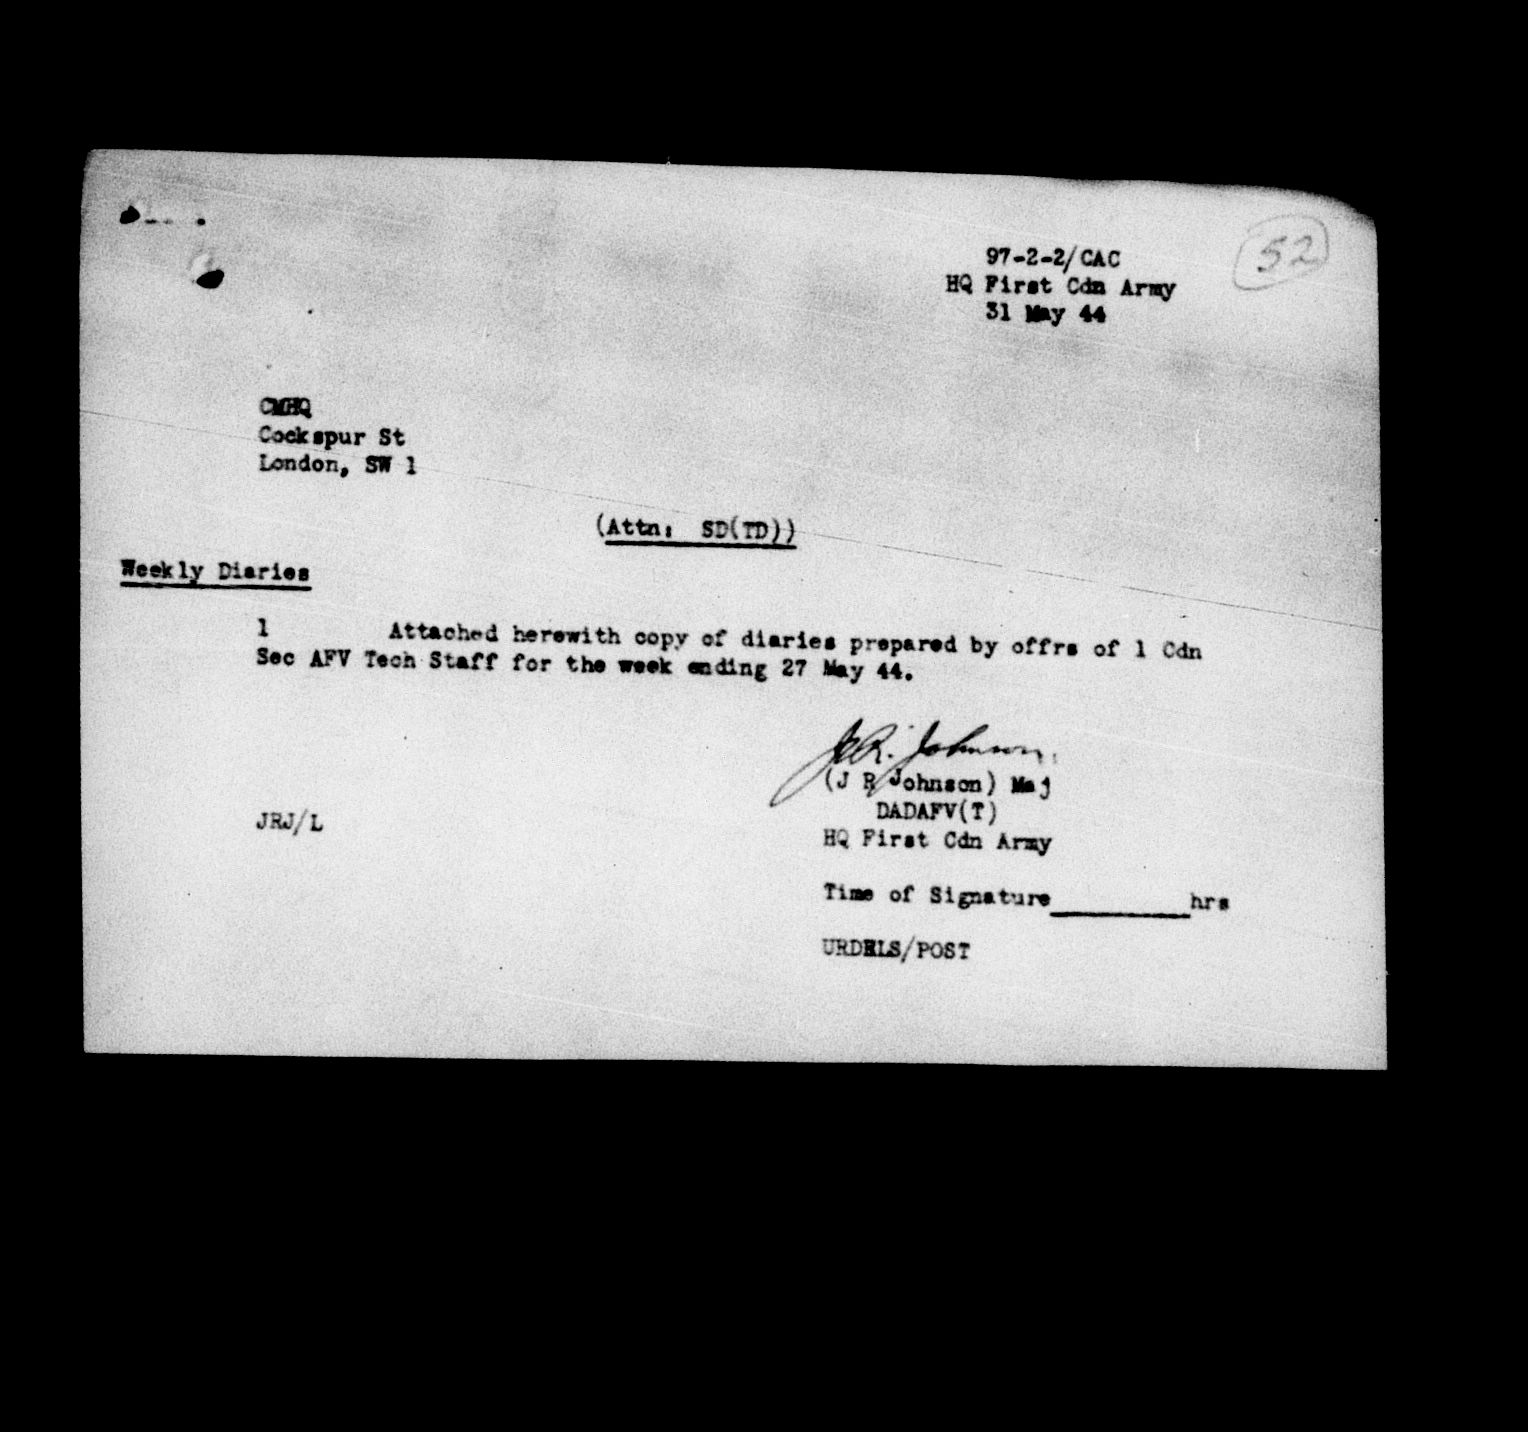 52
97-2-2/CAC
HQ First Cdn Army
31 May 44
CMHQ
Cockspur St
London, SW 1
(Attn: SD(TD))
Weekly Diaries
1 Attached herewith copy of diaries prepared by offrs of 1 Cdn
Sec AFV Tech Staff for the week ending 27 May 44.
J R. Johnson
(J R Johnson) Maj
DADAFV(T)
JRJ/L
HQ First Cdn Army
Time of Signature__________hrs
URDELS/POST